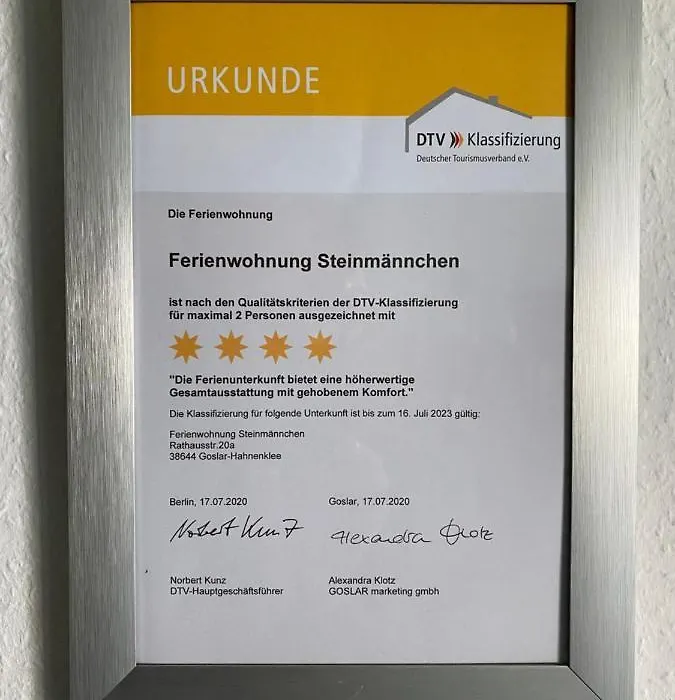 URKUNDE
DTV Klassifizierung
Deutscher Tourismusverband e.V.
Die Ferienwohnung
Ferienwohnung Steinmännchen
ist nach den Qualitätskriterien der DTV-Klassifizierung
für maximal 2 Personen ausgezeichnet mit
"Die Ferienunterkunft bietet eine höherwertige
Gesamtausstattung mit gehobenem Komfort."
Die Klassifizierung für folgende Unterkunft ist bis zum 16. Juli 2023 gültig:
Ferienwohnung Steinmännchen
Rathausstr.20a
38644 Goslar-Hahnenklee
Berlin, 17.07.2020 Goslar, 17.07.2020
Norbert Kunz Alexandra Klotz
Norbert Kunz Alexandra Klotz
DTV-Hauptgeschäftsführer GOSLAR marketing gmbh